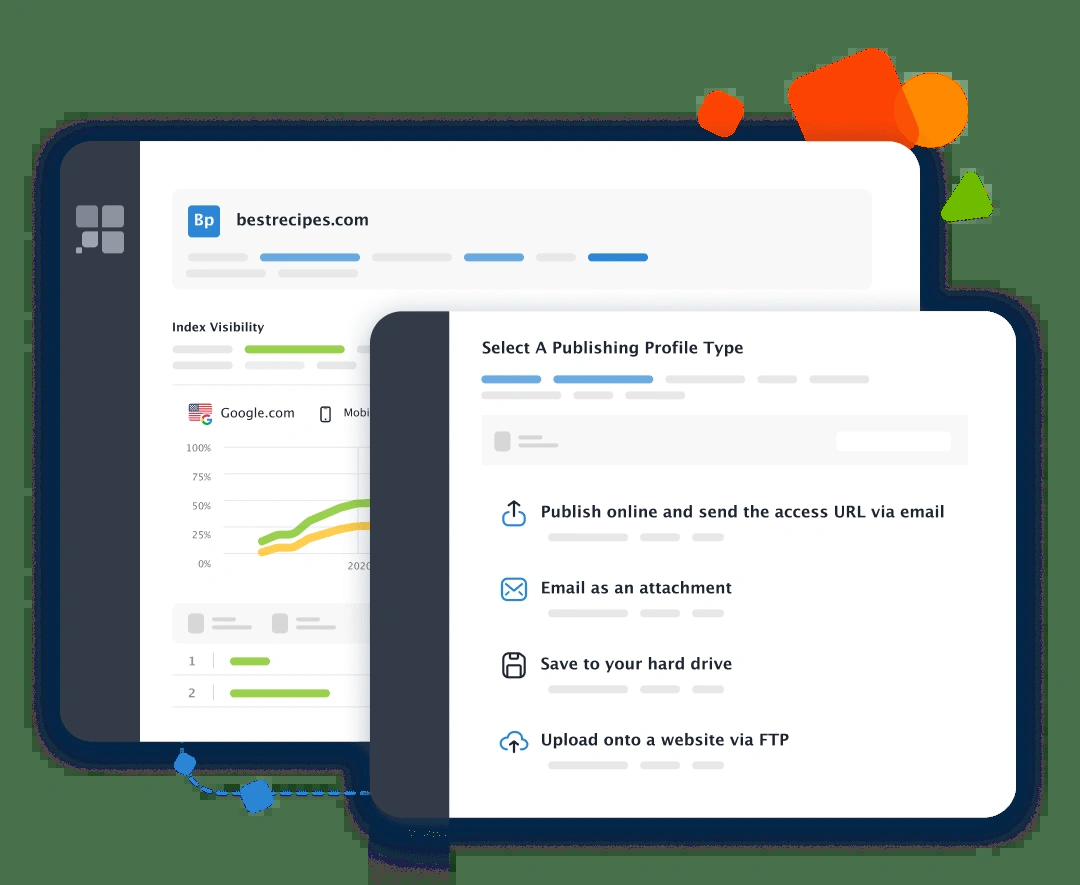 Bp bestrecipes.com
Index Visibility
Google.com
100%
75%
50%
25%
0%
1
2
Select A Publishing Profile Type
Publish online and send the access URL via email
Email as an attachment
Save to your hard drive
Upload onto a website via FTP